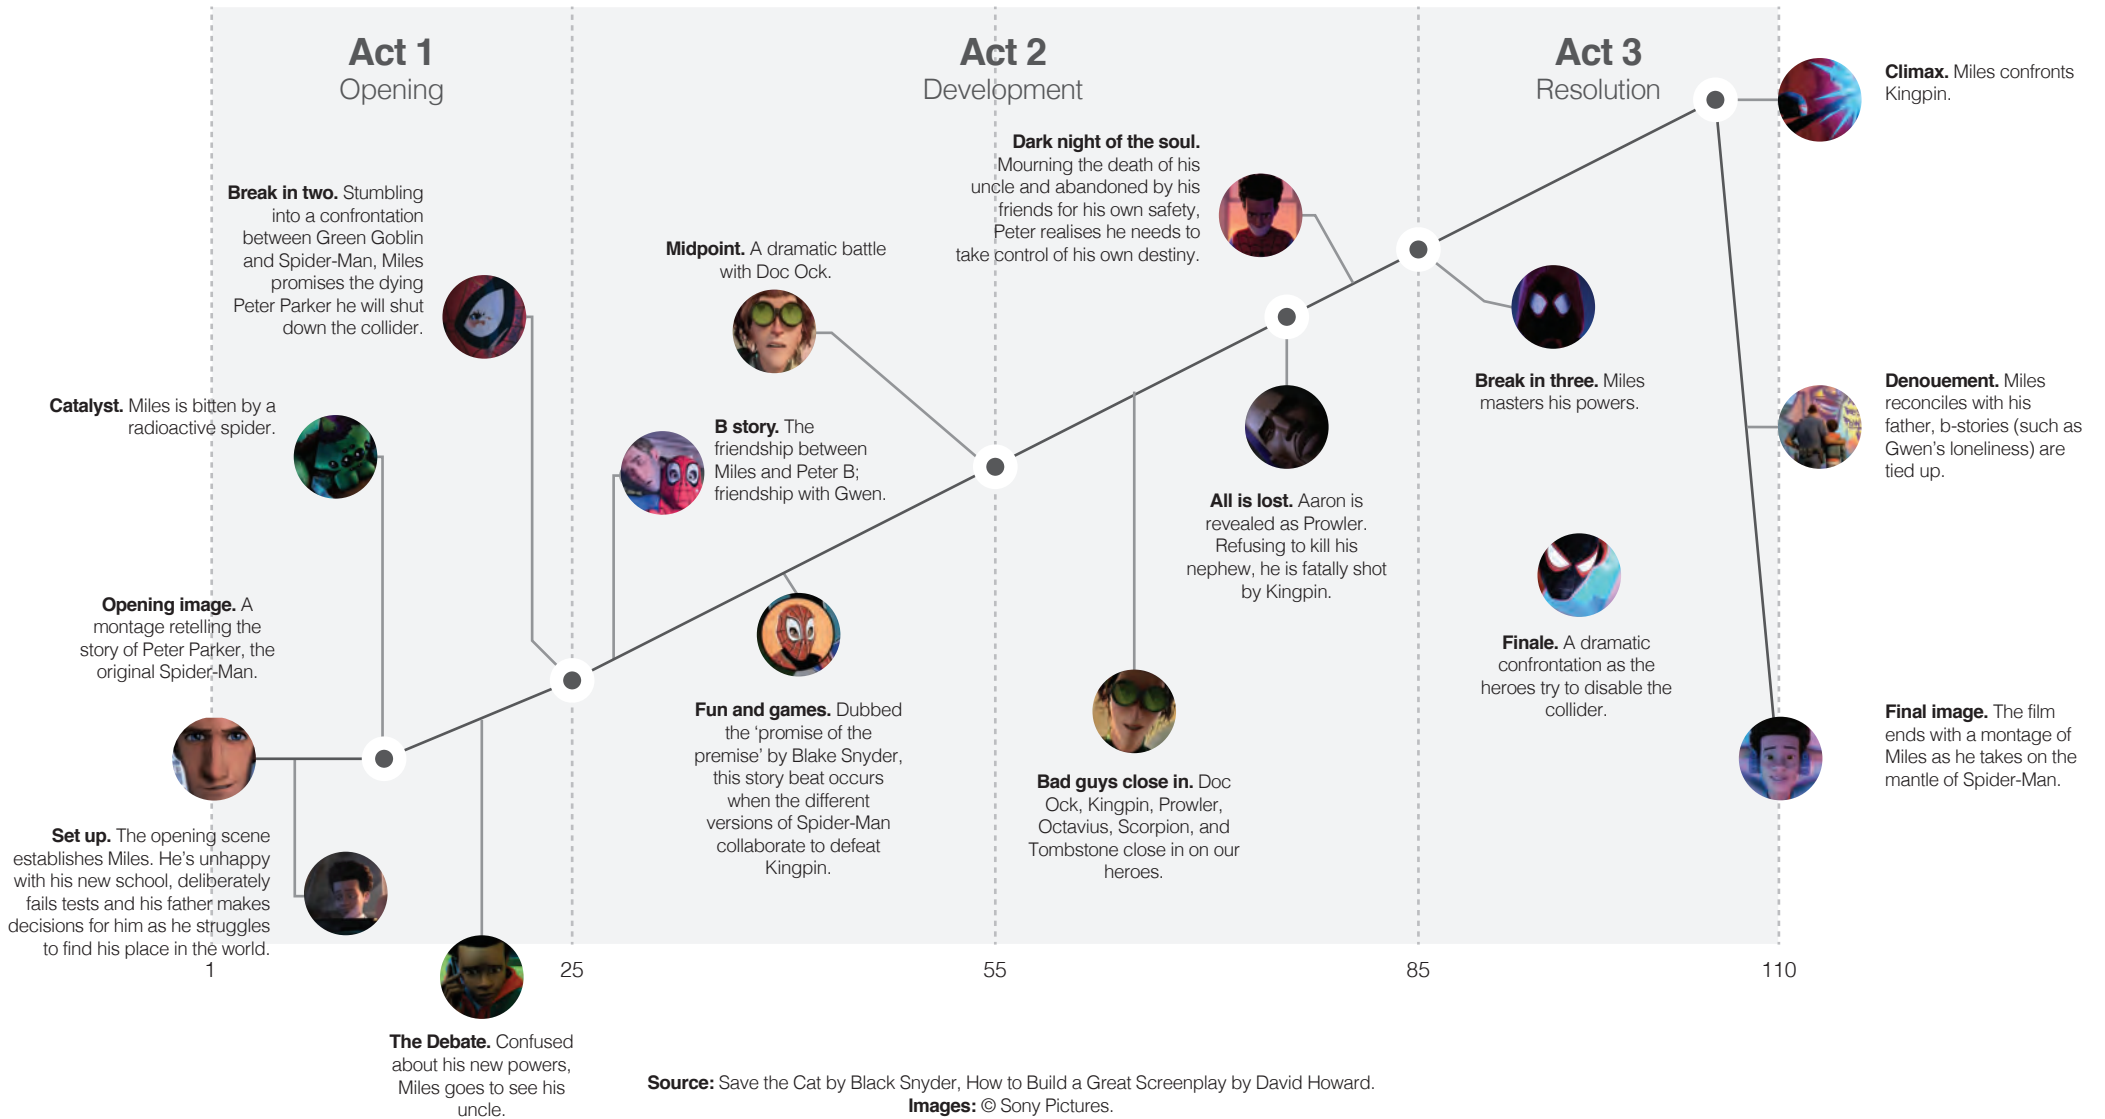 Act 1
Opening
Act 2
Development
Act 3
Resolution
Climax. Miles confronts
Kingpin.
Dark night of the soul.
Mourning the death of his
uncle and abandoned by his
friends for his own safety,
Peter realises he needs to
take control of his own destiny.
Break in two. Stumbling
into a confrontation
between Green Goblin
and Spider-Man, Miles
promises the dying
Peter Parker he will shut
down the collider.
Midpoint. A dramatic battle
with Doc Ock.
Catalyst. Miles is bitten by a
radioactive spider.
B story. The
friendship between
Miles and Peter B;
friendship with Gwen.
Break in three. Miles
masters his powers.
Denouement. Miles
reconciles with his
father, b-stories (such as
Gwen's loneliness) are
tied up.
All is lost. Aaron is
revealed as Prowler.
Refusing to kill his
nephew, he is fatally shot
by Kingpin.
Opening image. A
montage retelling the
story of Peter Parker, the
original Spider-Man.
Finale. A dramatic
confrontation as the
heroes try to disable the
collider.
Fun and games. Dubbed
the 'promise of the
premise' by Blake Snyder,
this story beat occurs
when the different
versions of Spider-Man
collaborate to defeat
Kingpin.
Final image. The film
ends with a montage of
Miles as he takes on the
mantle of Spider-Man.
Bad guys close in. Doc
Ock, Kingpin, Prowler,
Octavius, Scorpion, and
Tombstone close in on our
heroes.
Set up. The opening scene
establishes Miles. He's unhappy
with his new school, deliberately
fails tests and his father makes
decisions for him as he struggles
to find his place in the world.
1
25
55
85
110
The Debate. Confused
about his new powers,
Miles goes to see his
uncle.
Source: Save the Cat by Black Snyder, How to Build a Great Screenplay by David Howard.
Images: © Sony Pictures.